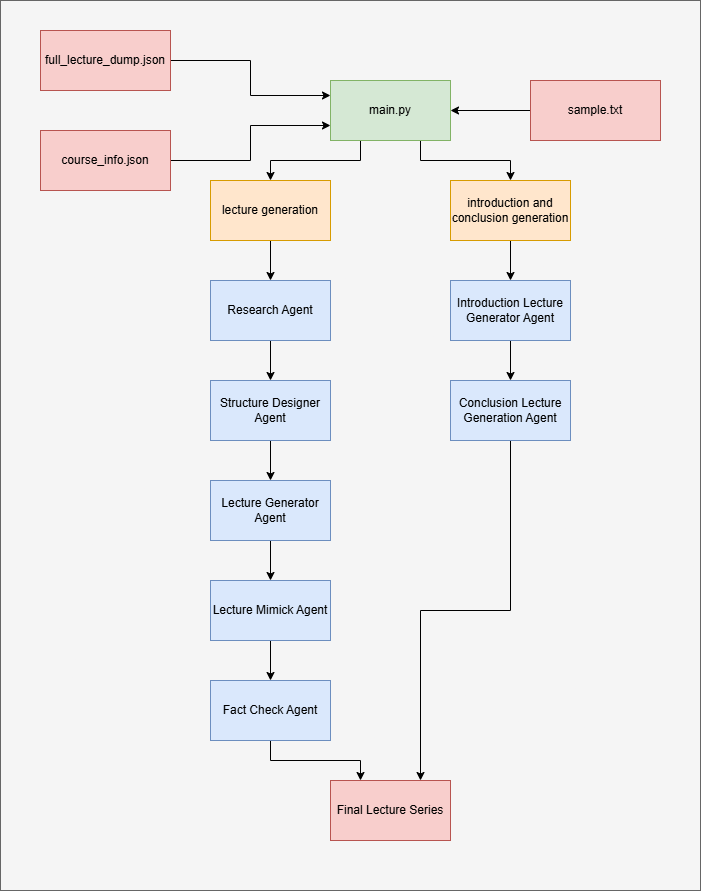 full_lecture_dump.json
main.py
sample.txt
course_info.json
lecture generation
introduction and
conclusion generation
Research Agent
Introduction Lecture
Generator Agent
Structure Designer
Agent
Conclusion Lecture
Generation Agent
Lecture Generator
Agent
Lecture Mimick Agent
Fact Check Agent
Final Lecture Series